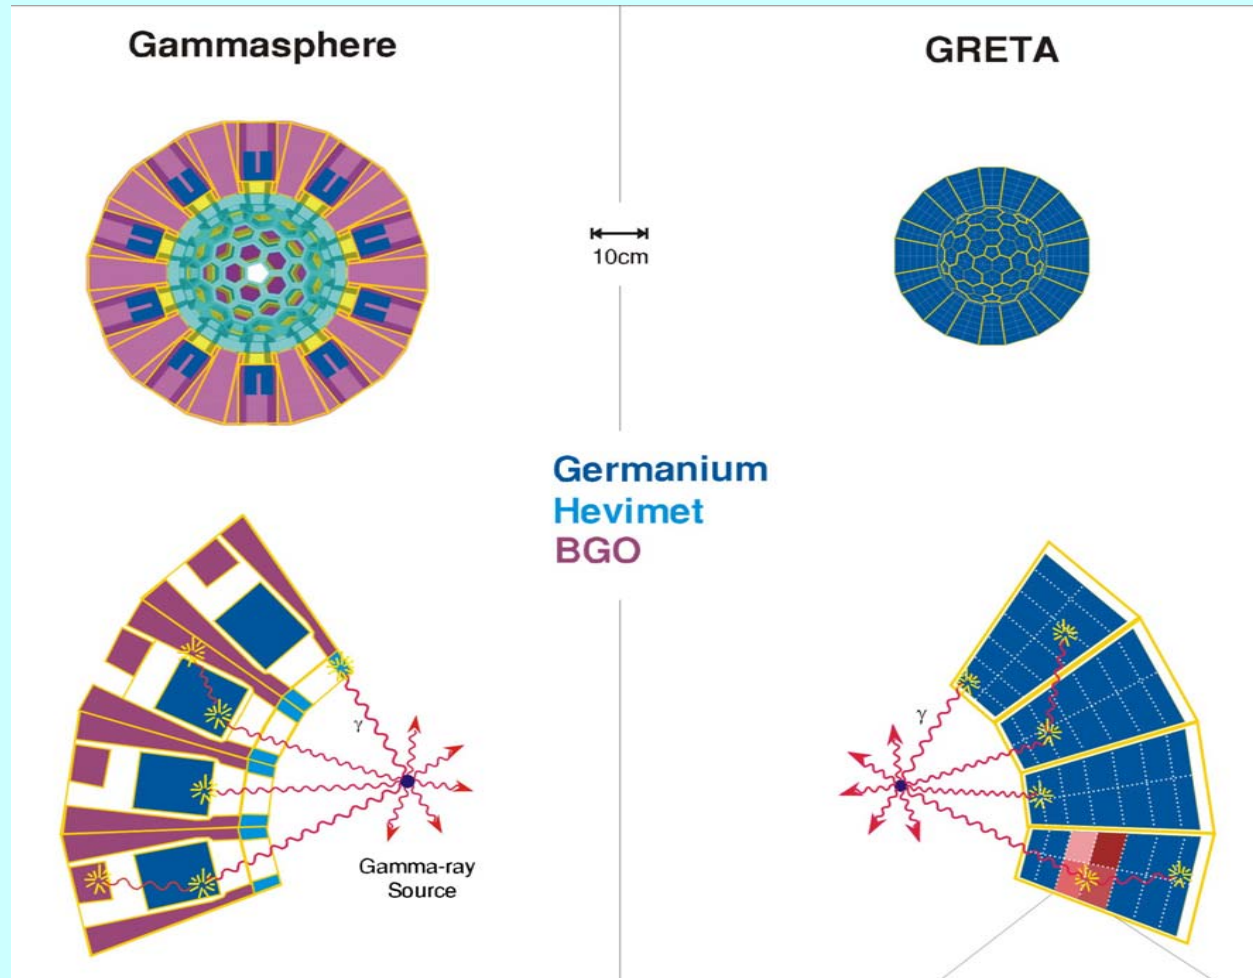 Gammasphere
GRETA
10cm
Germanium
Hevimet
BGO
γ
γ
Gamma-ray
Source